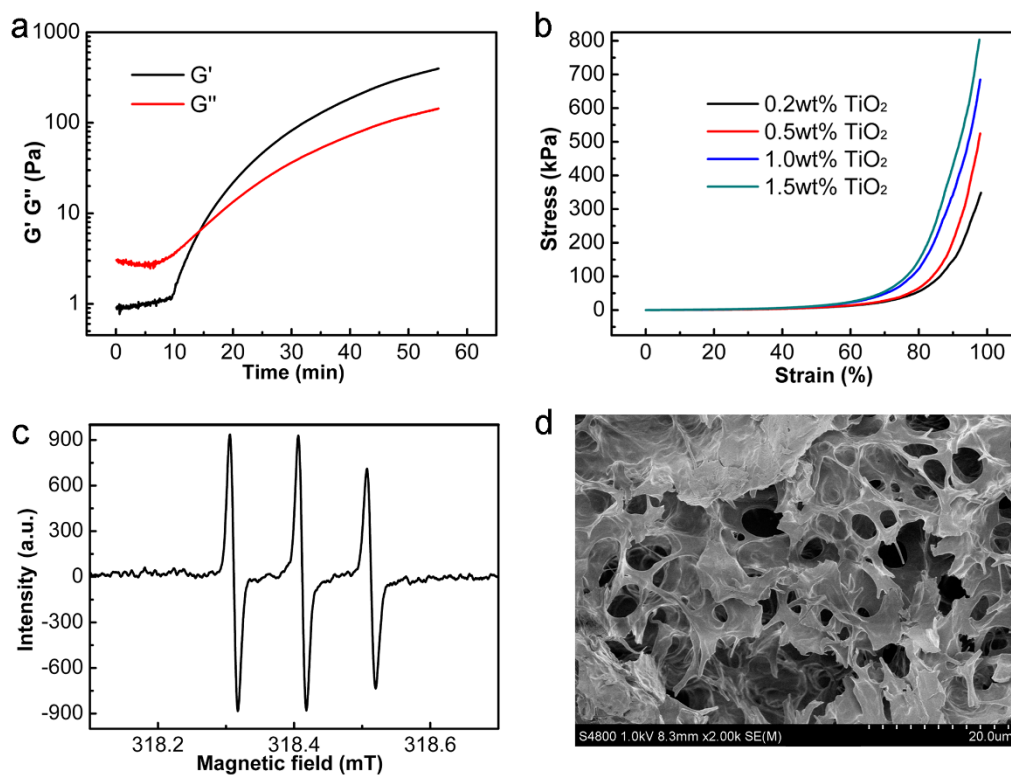 a
1000
100
10
1
G' G'' (Pa)
G'
G''
0 10 20 30 40 50 60
Time (min)
b
800
700
600
500
400
300
200
100
0
Stress (kPa)
0.2wt% TiO₂
0.5wt% TiO₂
1.0wt% TiO₂
1.5wt% TiO₂
0 20 40 60 80 100
Strain (%)
c
900
600
300
0
-300
-600
-900
Intensity (a.u.)
318.2 318.4 318.6
Magnetic field (mT)
d
S4800 1.0kV 8.3mm x2.00k SE(M) 20.0um